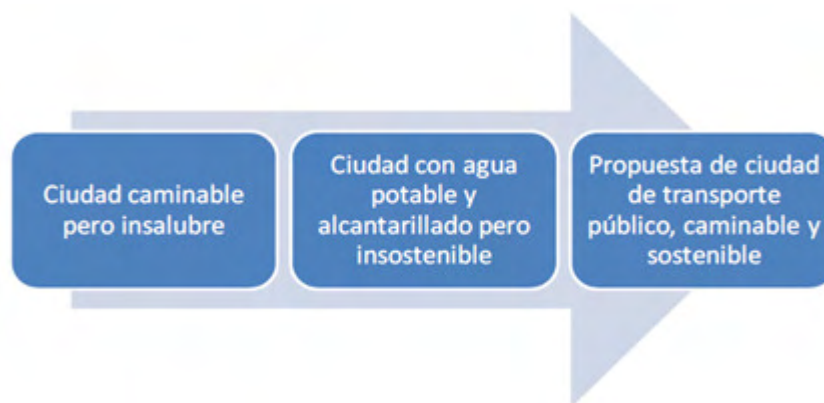 Ciudad caminable
pero insalubre
Ciudad con agua
potable y
alcantarillado pero
insostenible
Propuesta de ciudad
de transporte
público, caminable y
sostenible